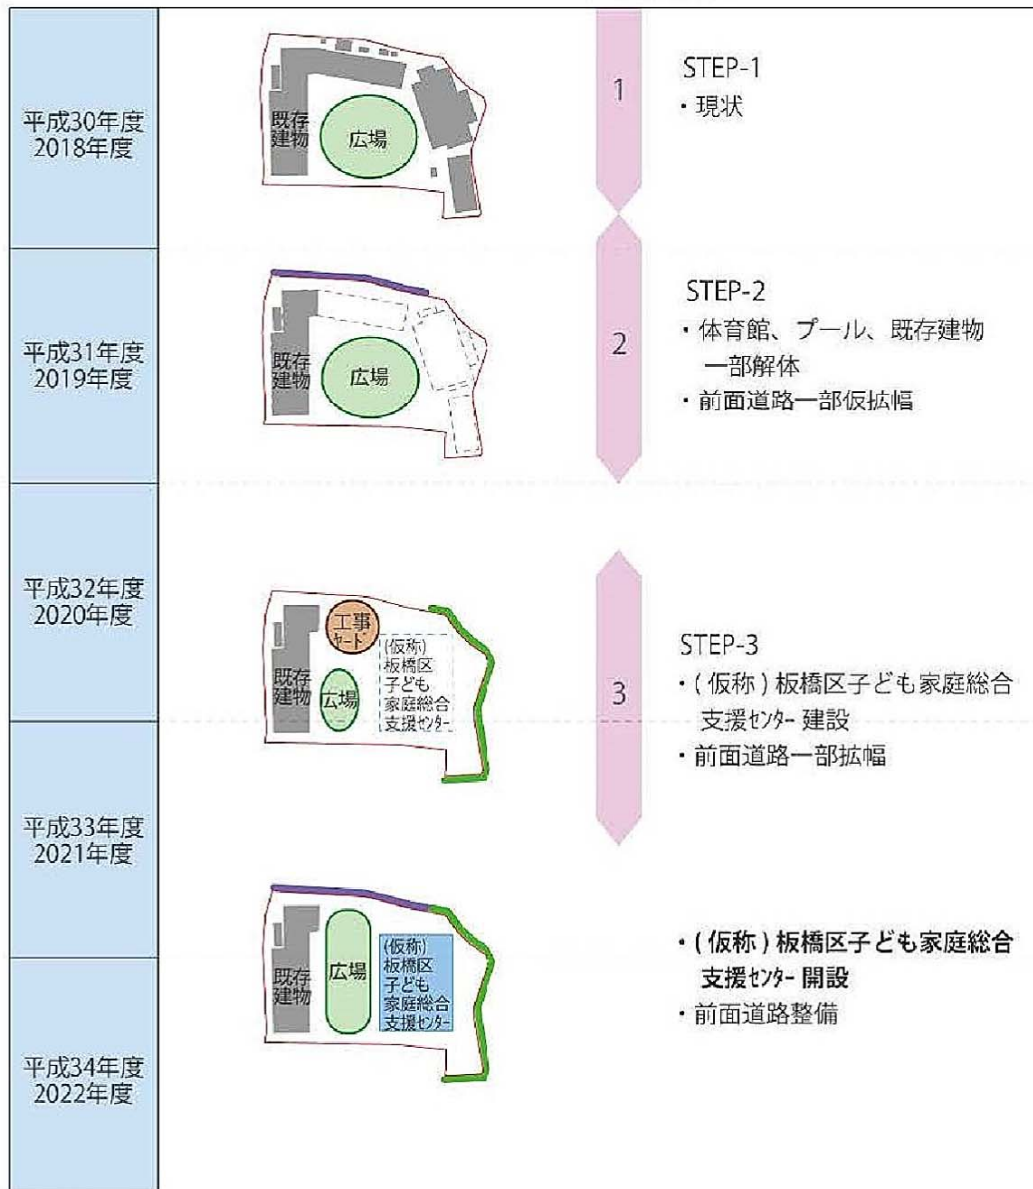 平成30年度
2018年度
既存
建物
広場
1
STEP-1
・現状
平成31年度
2019年度
既存
建物
広場
2
STEP-2
・体育館、プール、既存建物
一部解体
・前面道路一部仮拡幅
平成32年度
2020年度
既存
建物
工事
ヤード
広場
(仮称)
板橋区
子ども
家庭総合
支援センター
3
STEP-3
・(仮称)板橋区子ども家庭総合
支援センター 建設
・前面道路一部拡幅
平成33年度
2021年度
既存
建物
広場
(仮称)
板橋区
子ども
家庭総合
支援センター
・(仮称)板橋区子ども家庭総合
支援センター 開設
・前面道路整備
平成34年度
2022年度